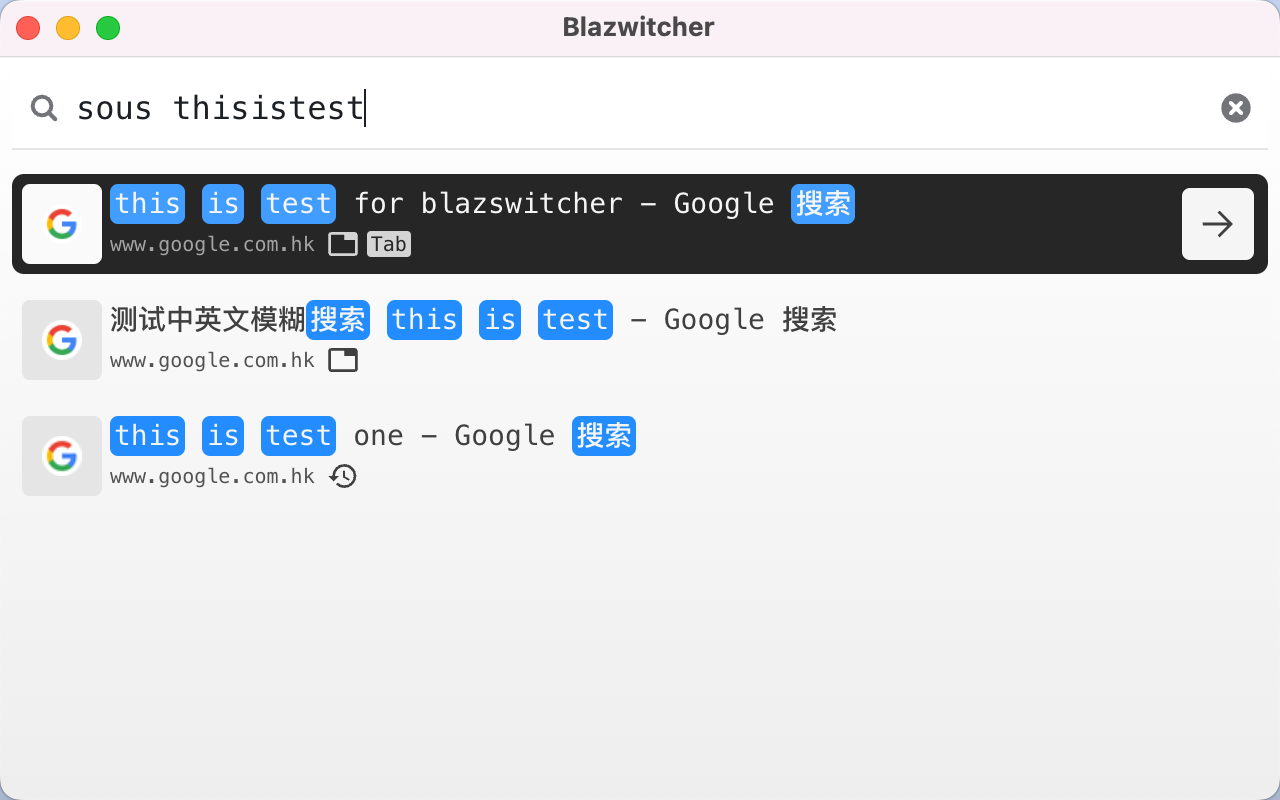 Blazwitcher
sous thisistest
this is test for blazswitcher – Google 搜索
www.google.com.hk Tab
测试中英文模糊搜索 this is test – Google 搜索
www.google.com.hk
this is test one – Google 搜索
www.google.com.hk